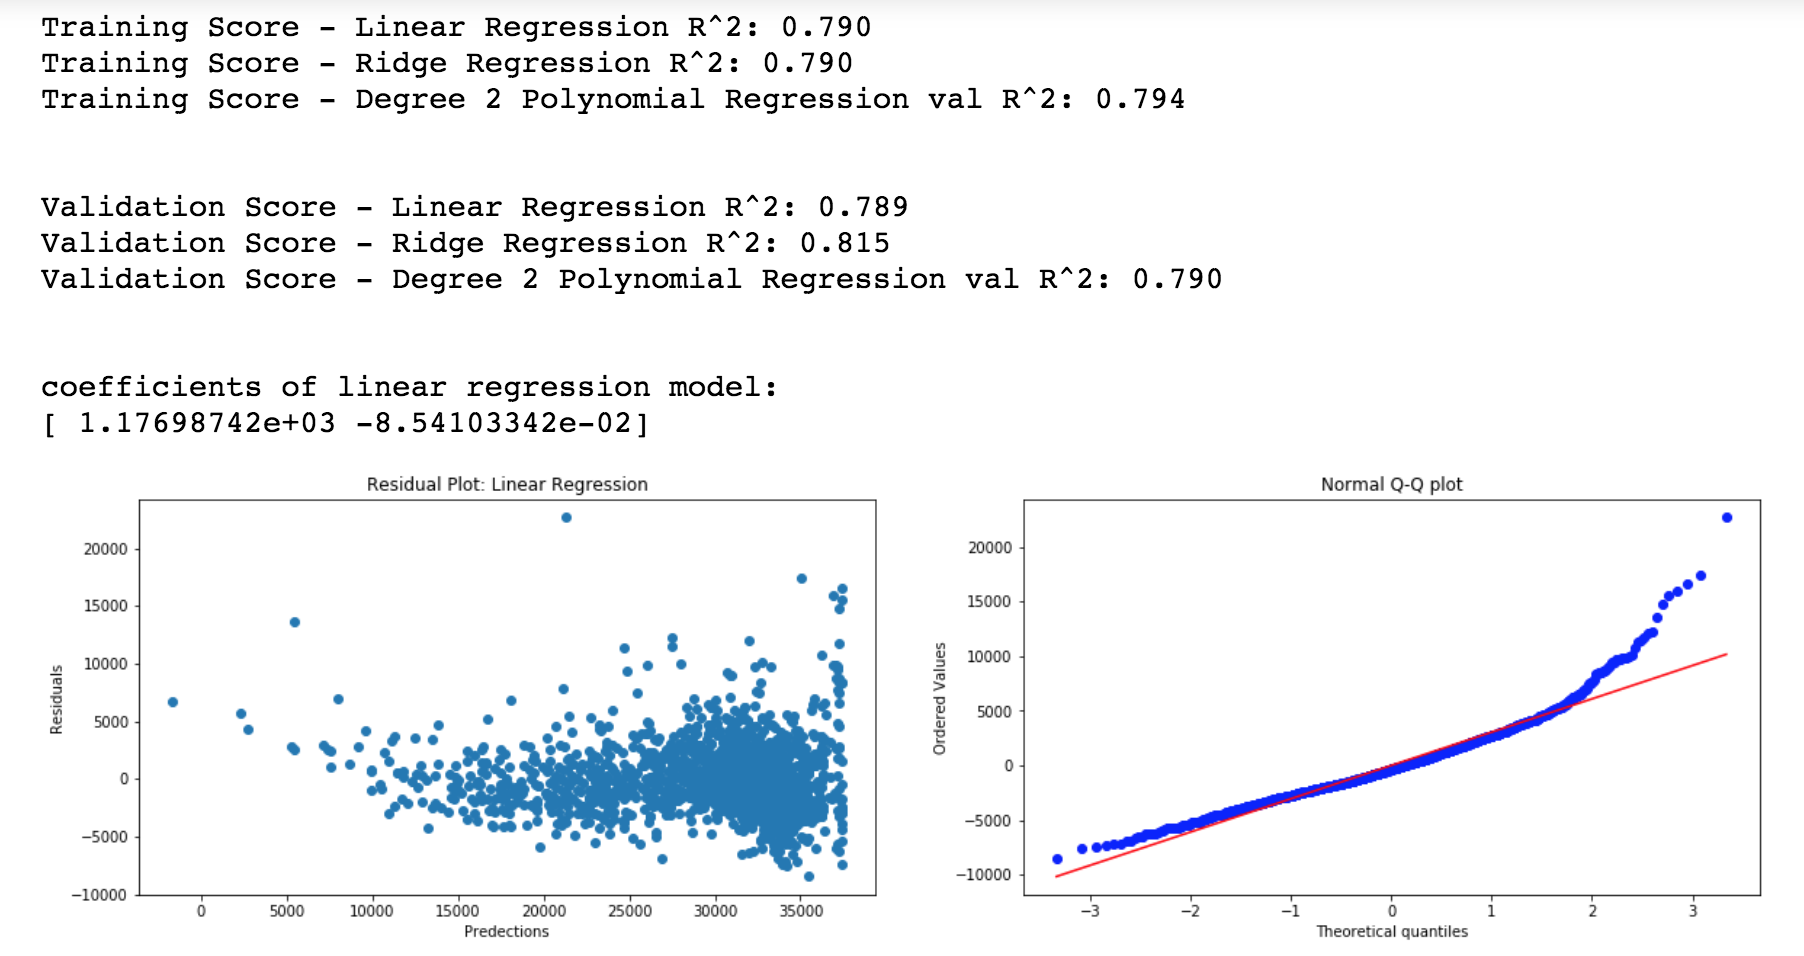 Training Score - Linear Regression R^2: 0.790
Training Score - Ridge Regression R^2: 0.790
Training Score - Degree 2 Polynomial Regression val R^2: 0.794
Validation Score - Linear Regression R^2: 0.789
Validation Score - Ridge Regression R^2: 0.815
Validation Score - Degree 2 Polynomial Regression val R^2: 0.790
coefficients of linear regression model:
[ 1.17698742e+03 -8.54103342e-02]
Residual Plot: Linear Regression
Residuals
20000
15000
10000
5000
0
−5000
−10000
0 5000 10000 15000 20000 25000 30000 35000
Predections
Normal Q-Q plot
Ordered Values
20000
15000
10000
5000
0
−5000
−10000
−3 −2 −1 0 1 2 3
Theoretical quantiles